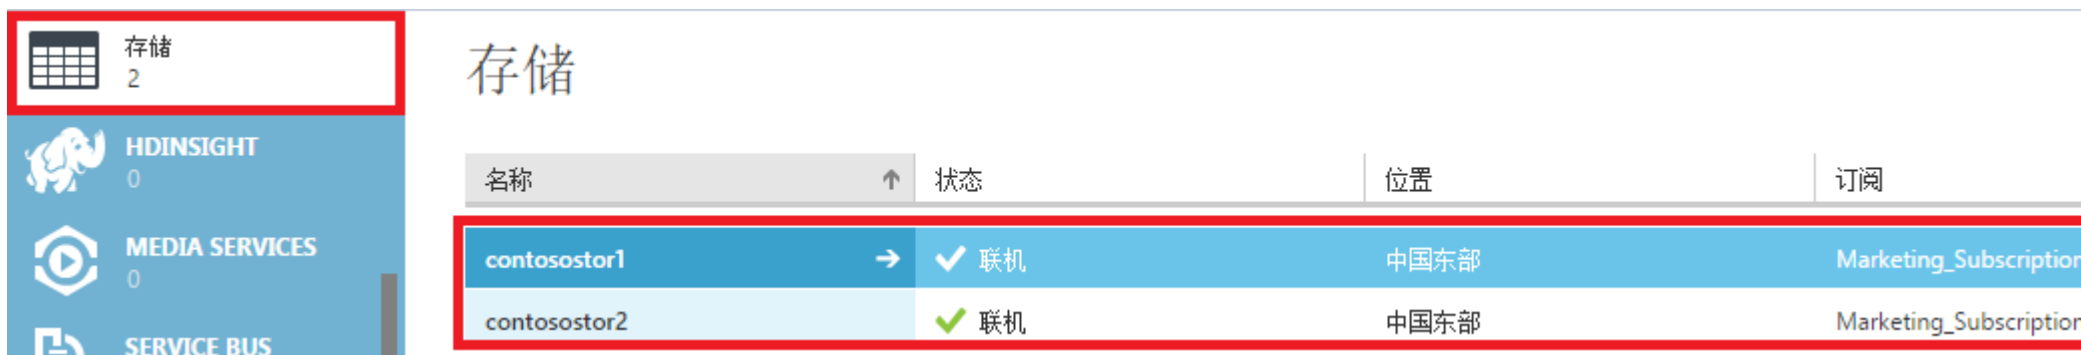 存储
2
HDINSIGHT
0
MEDIA SERVICES
0
SERVICE BUS
存储
名称 状态 位置 订阅
contosostor1 联机 中国东部 Marketing_Subscription
contosostor2 联机 中国东部 Marketing_Subscription